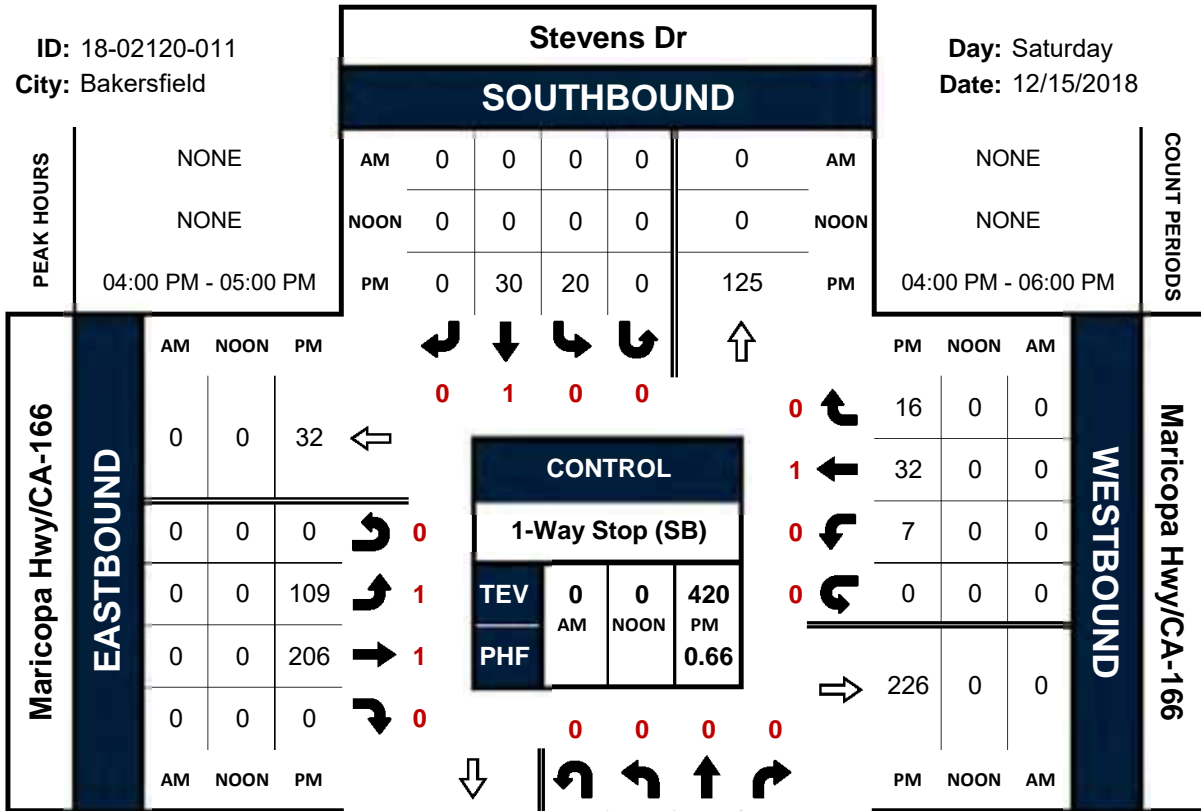 Stevens Dr
ID: 18-02120-011
Day: Saturday
City: Bakersfield
Date: 12/15/2018
SOUTHBOUND
PEAK HOURS
NONE
AM 0 0 0 0 0 AM
NONE
COUNT PERIODS
NONE
NOON 0 0 0 0 0 NOON
NONE
04:00 PM - 05:00 PM
PM 0 30 20 0 125 PM
04:00 PM - 06:00 PM
AM NOON PM
PM NOON AM
0 1 0 0
Maricopa Hwy/CA-166
EASTBOUND
0 0 32
0 0 0 0
0 0 109 1
0 0 206 1
0 0 0 0
AM NOON PM
CONTROL
1-Way Stop (SB)
TEV 0 0 420
AM NOON PM
PHF 0.66
0 16 0 0
1 32 0 0
0 7 0 0
0 0 0 0
226 0 0
PM NOON AM
WESTBOUND
Maricopa Hwy/CA-166
0 0 0 0